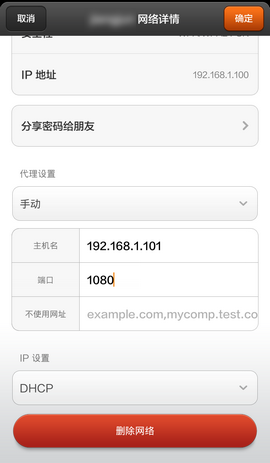 取消
网络详情
确定
IP 地址
192.168.1.100
分享密码给朋友
代理设置
手动
主机名
192.168.1.101
端口
1080
不使用网址
example.com,mycomp.test.co
IP 设置
DHCP
删除网络